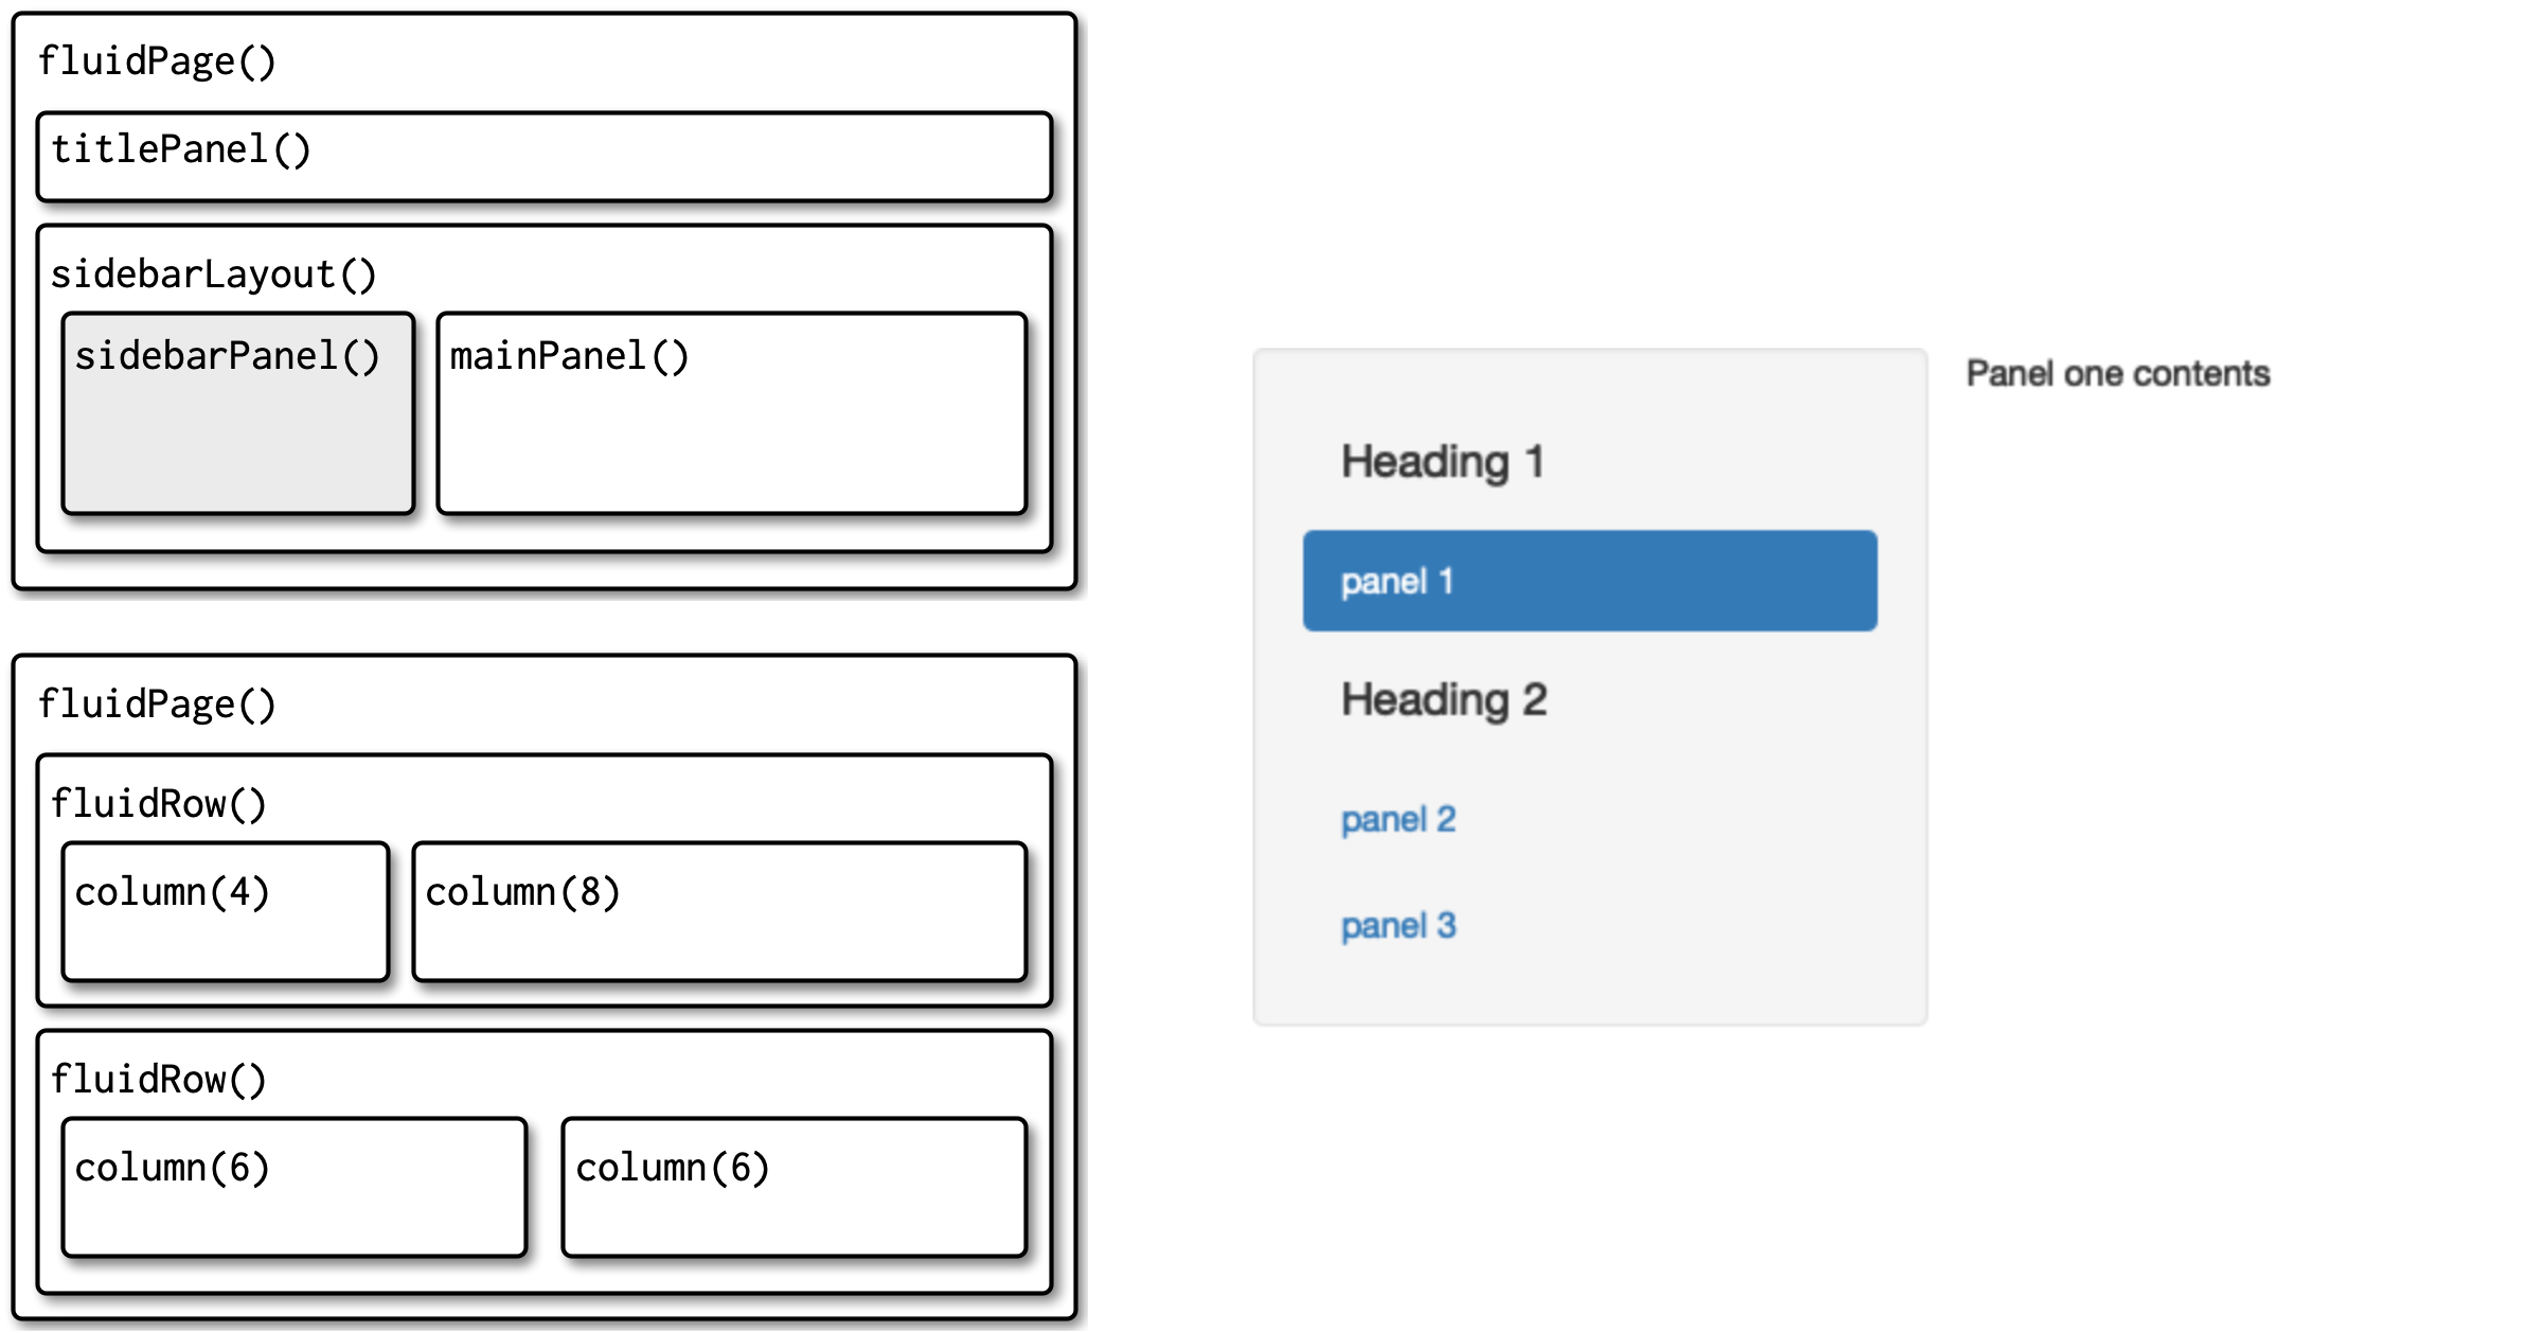 fluidPage()
titlePanel()
sidebarLayout()
sidebarPanel()
mainPanel()
fluidPage()
fluidRow()
column(4)
column(8)
fluidRow()
column(6)
column(6)
Heading 1
panel 1
Heading 2
panel 2
panel 3
Panel one contents